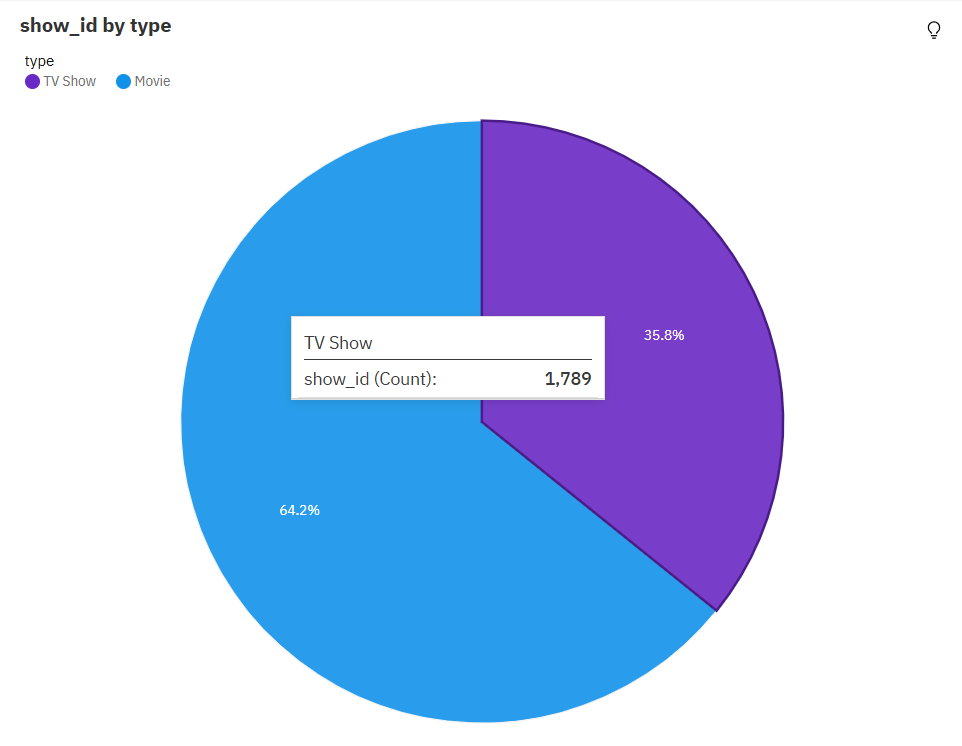 show_id by type
type
TV Show Movie
TV Show
show_id (Count): 1,789
35.8%
64.2%